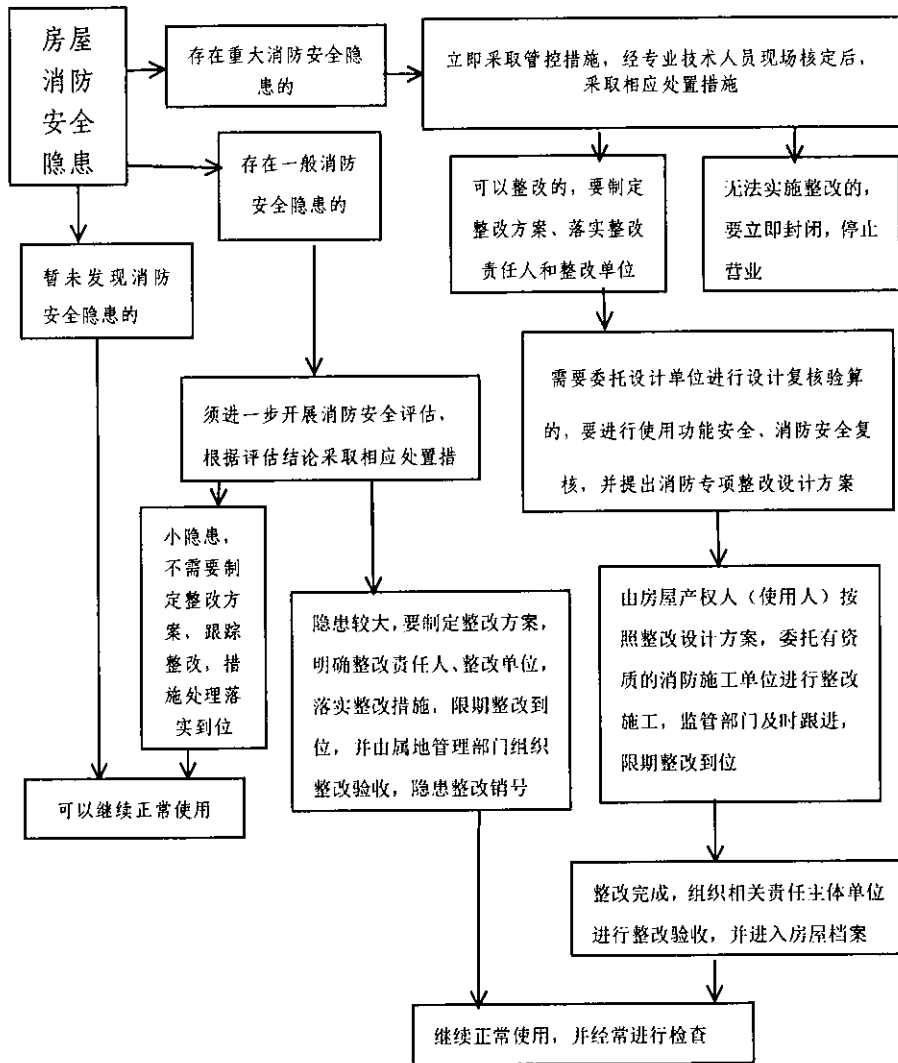 房屋
消防
安全
隐患
存在重大消防安全隐
患的
立即采取管控措施，经专业技术人员现场核定后，
采取相应处置措施
存在一般消防
安全隐患的
可以整改的，要制定
整改方案、落实整改
责任人和整改单位
无法实施整改的，
要立即封闭，停止
营业
暂未发现消防
安全隐患的
须进一步开展消防安全评估，
根据评估结论采取相应处置措
需要委托设计单位进行设计复核验算
的，要进行使用功能安全、消防安全复
核，并提出消防专项整改设计方案
小隐患，
不需要制
定整改方
案、跟踪
整改，措
施处理落
实到位
隐患较大，要制定整改方案，
明确整改责任人、整改单位，
落实整改措施，限期整改到
位，并由属地管理部门组织
整改验收，隐患整改销号
由房屋产权人（使用人）按
照整改设计方案，委托有资
质的消防施工单位进行整改
施工，监管部门及时跟进，
限期整改到位
可以继续正常使用
整改完成，组织相关责任主体单位
进行整改验收，并进入房屋档案
继续正常使用，并经常进行检查